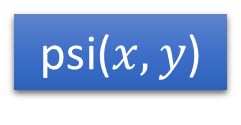 psi(𝑥, 𝑦)